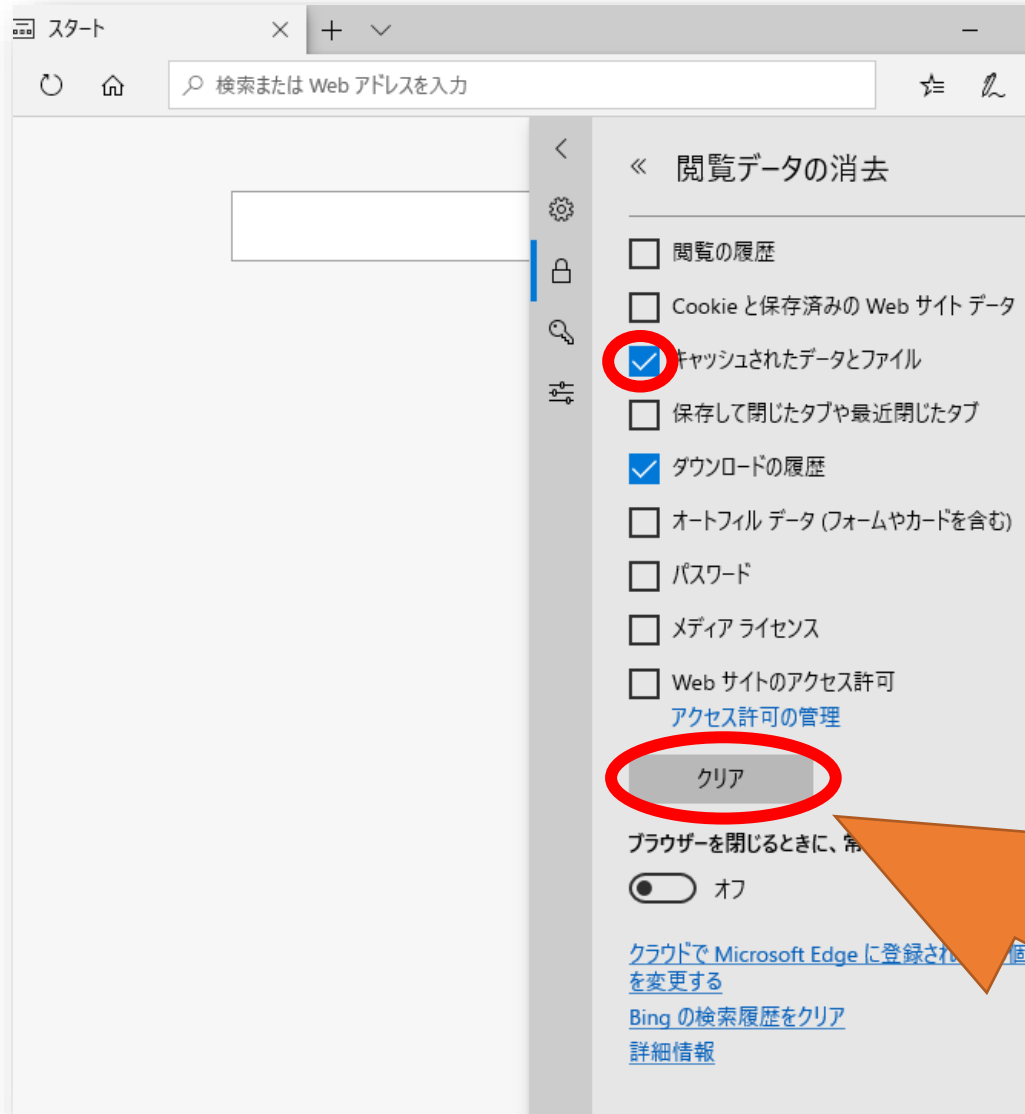 スタート
検索または Web アドレスを入力
閲覧データの消去
閲覧の履歴
Cookie と保存済みの Web サイト データ
キャッシュされたデータとファイル
保存して閉じたタブや最近閉じたタブ
ダウンロードの履歴
オートフィル データ (フォームやカードを含む)
パスワード
メディア ライセンス
Web サイトのアクセス許可
アクセス許可の管理
クリア
ブラウザーを閉じるときに、常
オフ
クラウドで Microsoft Edge に登録され 個
を変更する
Bing の検索履歴をクリア
詳細情報